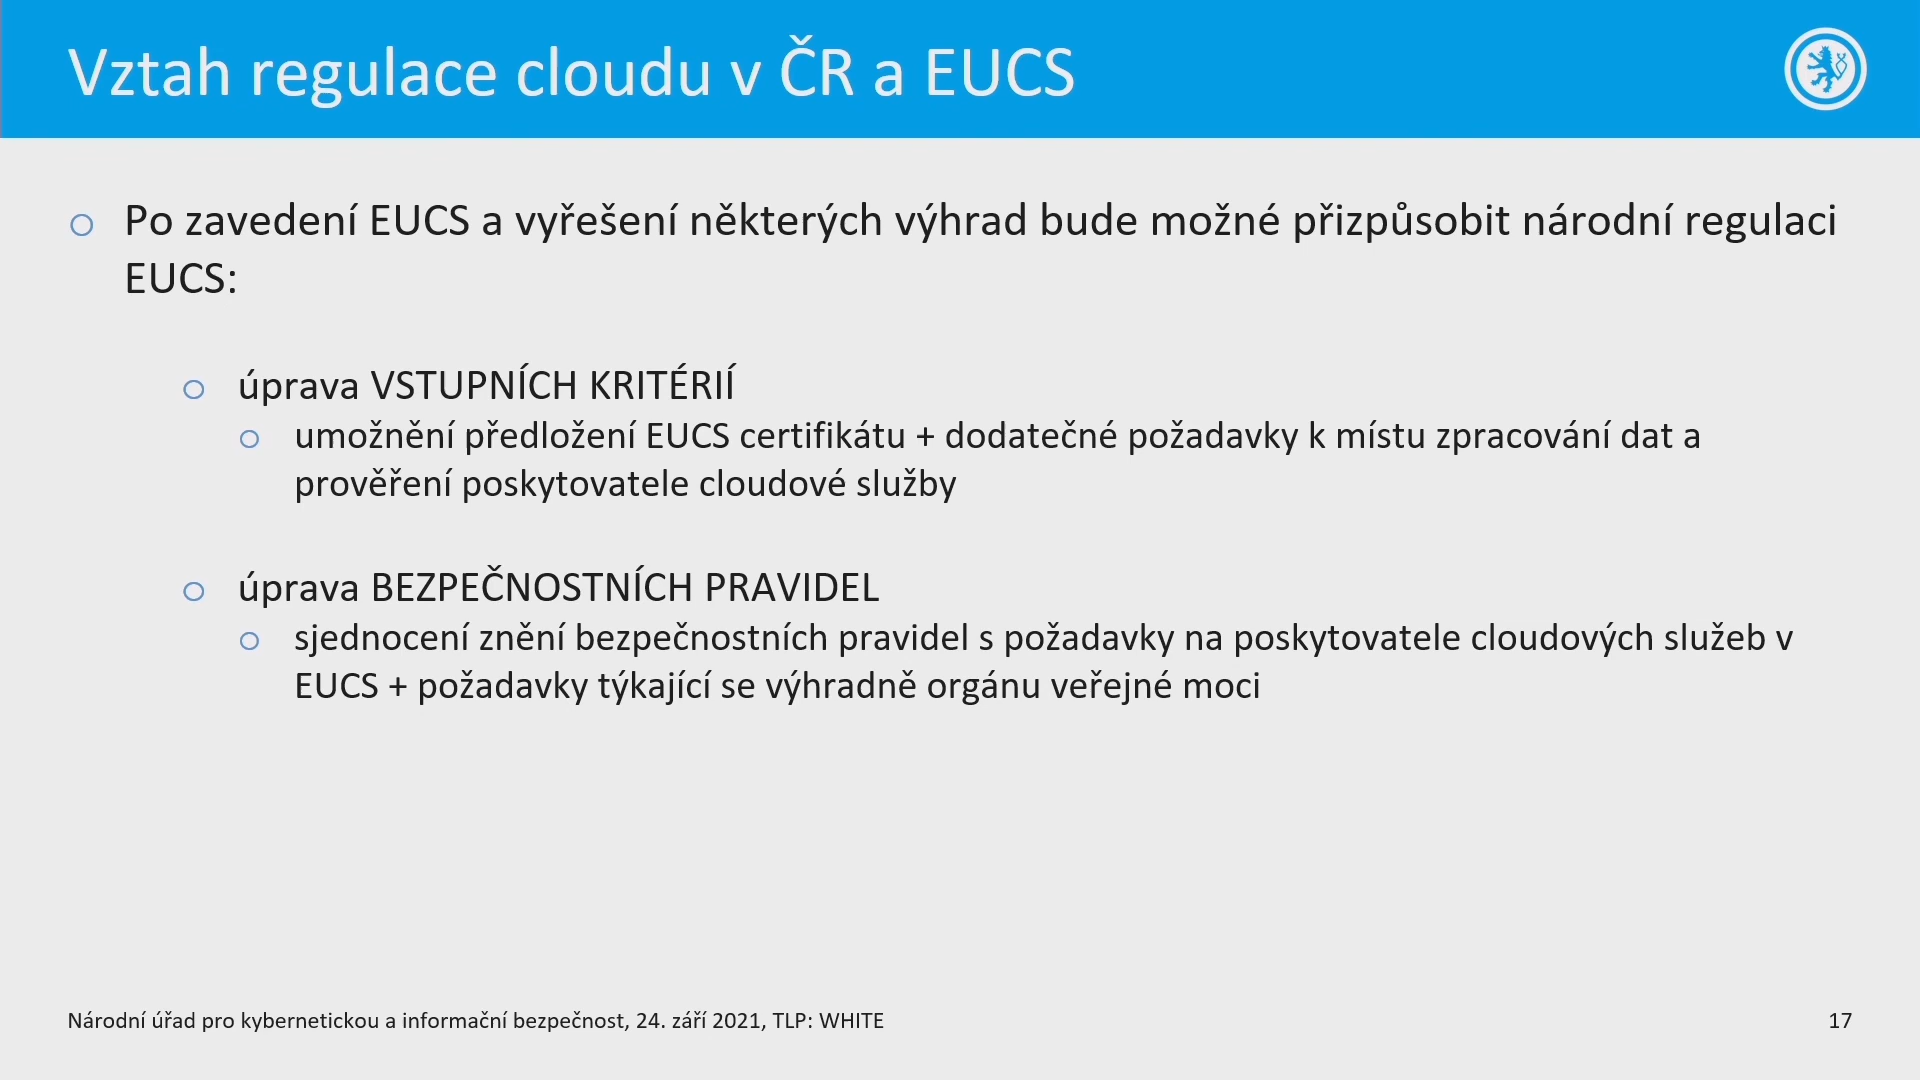 Vztah regulace cloudu v ČR a EUCS
Po zavedení EUCS a vyřešení některých výhrad bude možné přizpůsobit národní regulaci
EUCS:
úprava VSTUPNÍCH KRITÉRIÍ
umožnění předložení EUCS certifikátu + dodatečné požadavky k místu zpracování dat a
prověření poskytovatele cloudové služby
úprava BEZPEČNOSTNÍCH PRAVIDEL
sjednocení znění bezpečnostních pravidel s požadavky na poskytovatele cloudových služeb v
EUCS + požadavky týkající se výhradně orgánu veřejné moci
Národní úřad pro kybernetickou a informační bezpečnost, 24. září 2021, TLP: WHITE
17